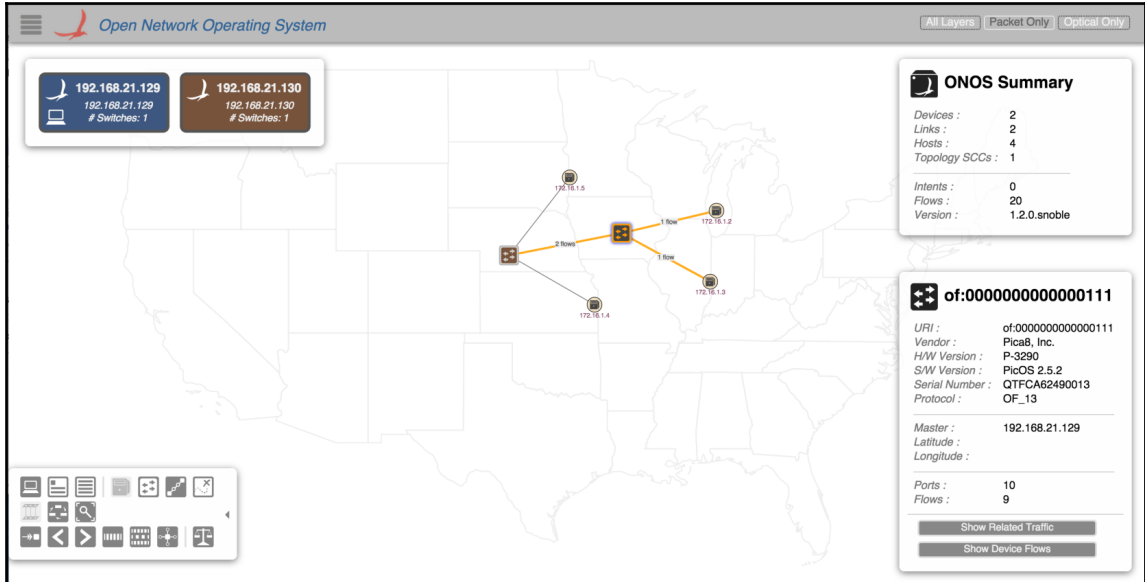 Open Network Operating System
All Layers
Packet Only
Optical Only
192.168.21.129
192.168.21.129
# Switches: 1
192.168.21.130
192.168.21.130
# Switches: 1
ONOS Summary
Devices : 2
Links : 2
Hosts : 4
Topology SCCs : 1
Intents : 0
Flows : 20
Version : 1.2.0.snoble
172.16.1.5
1 flow
172.16.1.2
2 flows
1 flow
172.16.1.3
172.16.1.4
of:0000000000000111
URI : of:0000000000000111
Vendor : Pica8, Inc.
H/W Version : P-3290
S/W Version : PicOS 2.5.2
Serial Number : QTFCA62490013
Protocol : OF_13
Master : 192.168.21.129
Latitude :
Longitude :
Ports : 10
Flows : 9
Show Related Traffic
Show Device Flows